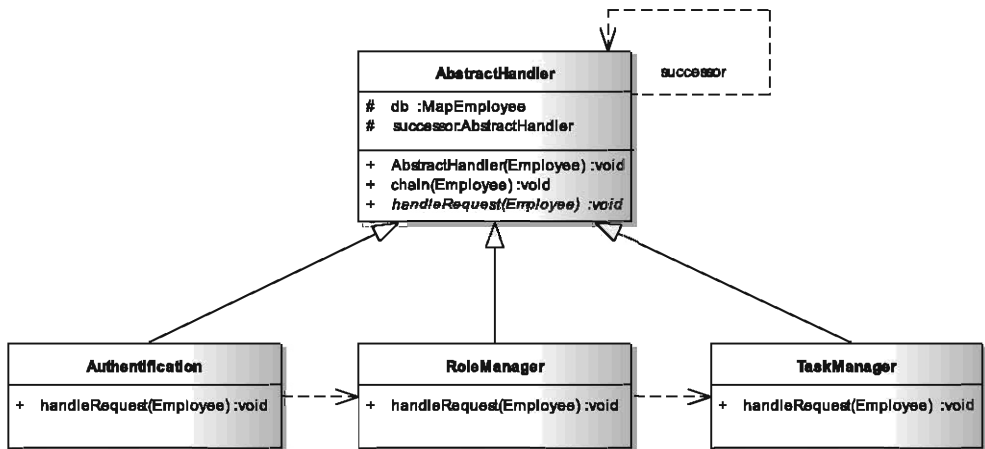 AbstractHandler
successor
# db :MapEmployee
# successor:AbstractHandler
+ AbstractHandler(Employee) :void
+ chain(Employee) :void
+ handleRequest(Employee) :void
Authentification
+ handleRequest(Employee) :void
RoleManager
+ handleRequest(Employee) :void
TaskManager
+ handleRequest(Employee) :void